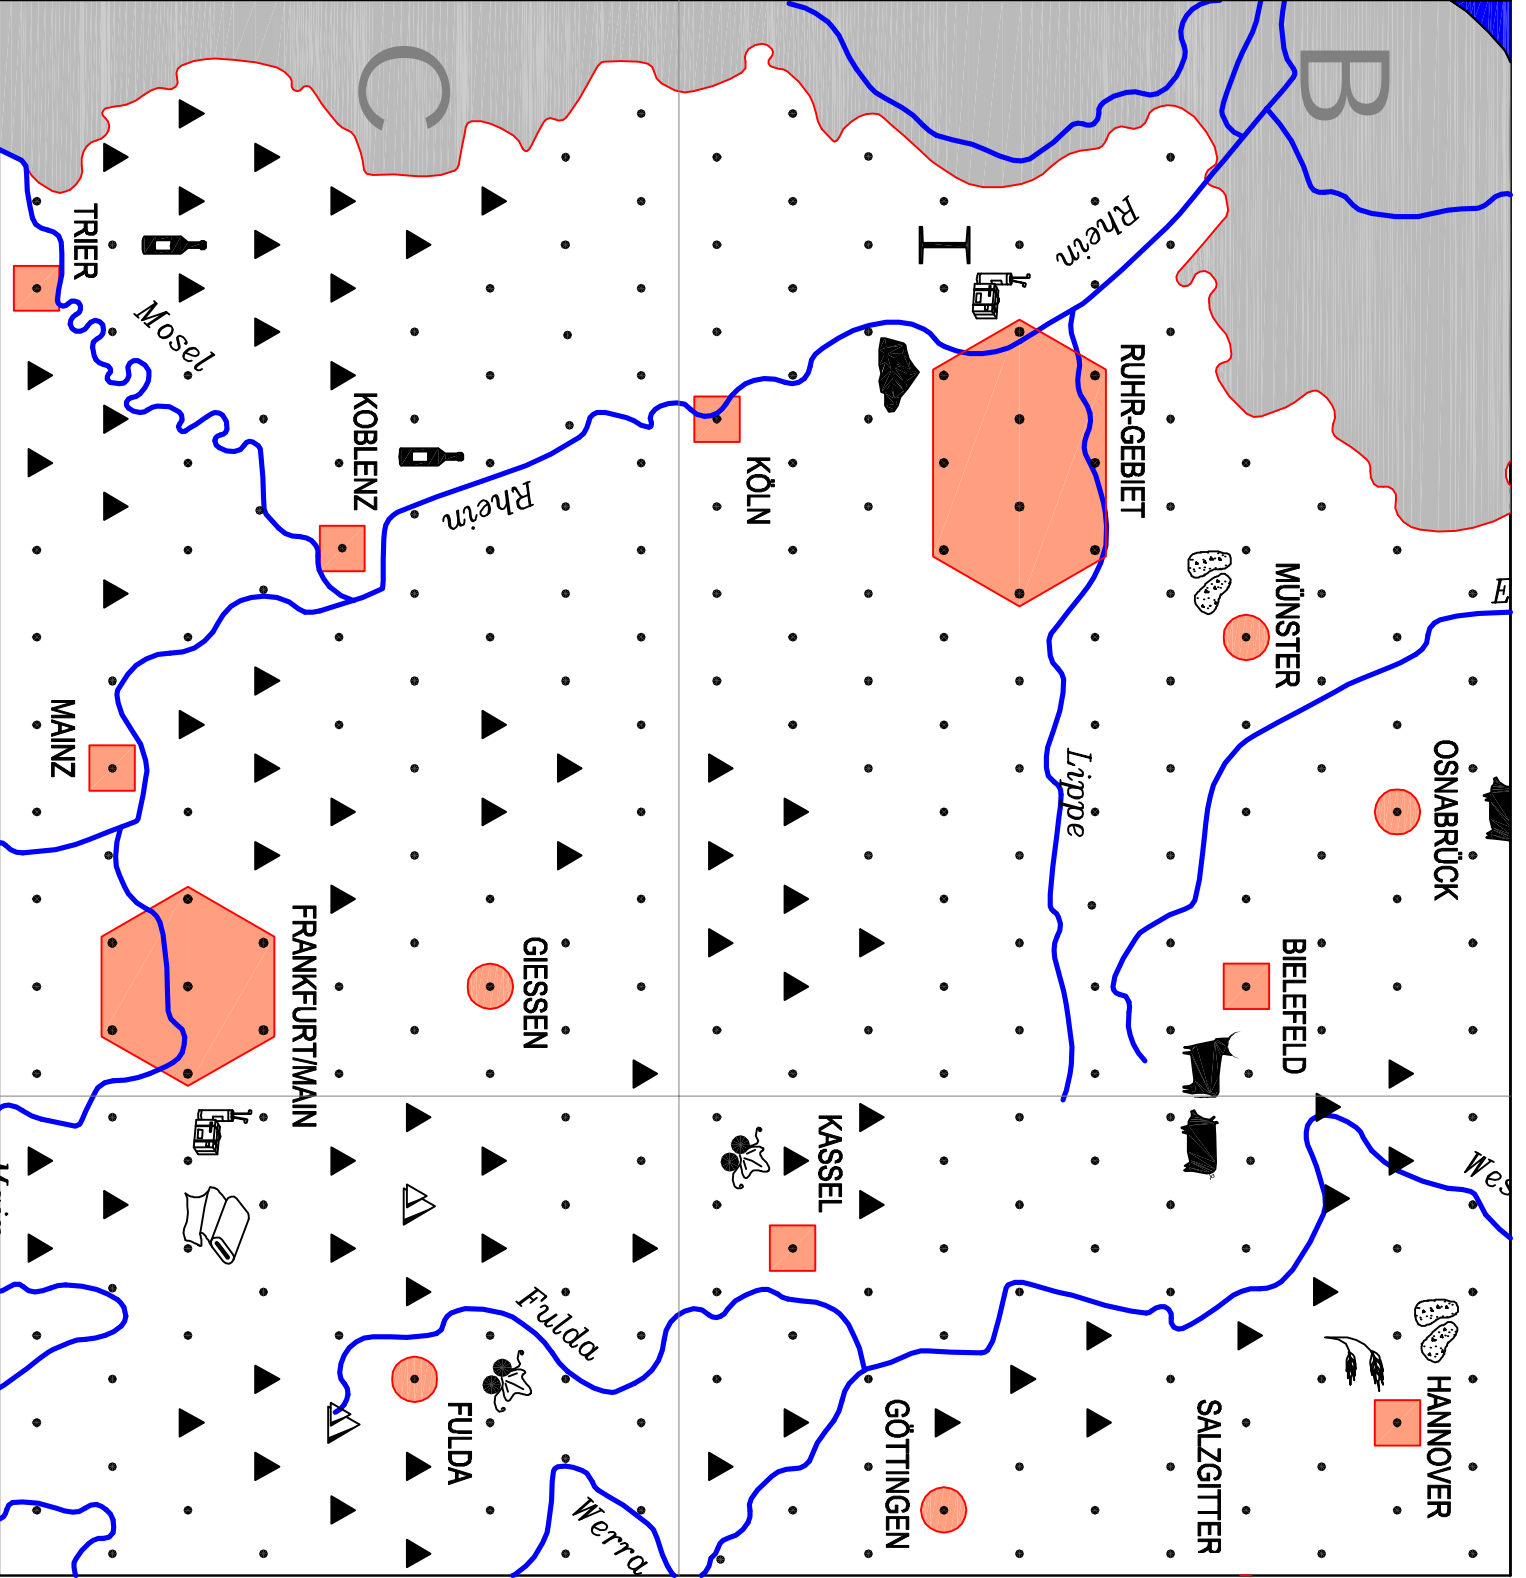 B
C
Rhein
RUHR-GEBIET
MÜNSTER
E
OSNABRÜCK
BIELEFELD
Wes
HANNOVER
SALZGITTER
Lippe
KÖLN
KASSEL
GÖTTINGEN
Rhein
GIESSEN
Fulda
FULDA
Werra
TRIER
Mosel
KOBLENZ
MAINZ
FRANKFURT/MAIN